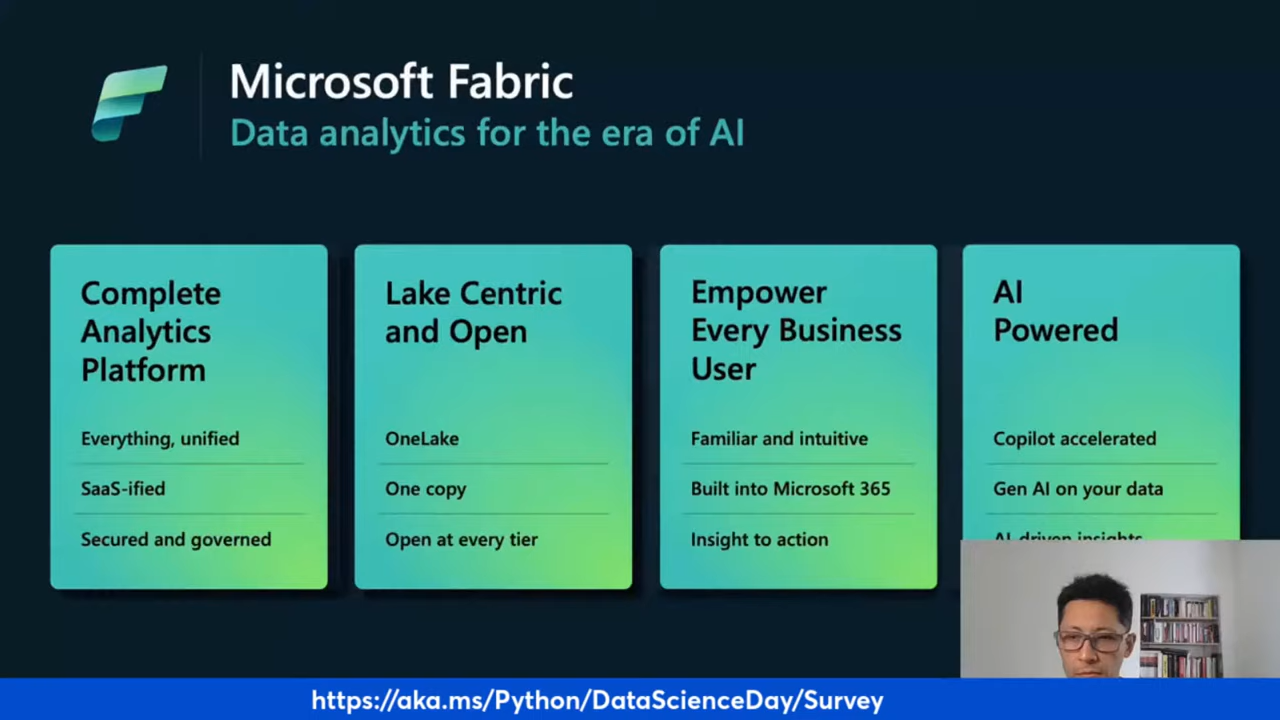 Microsoft Fabric
Data analytics for the era of AI
Complete
Analytics
Platform
Everything, unified
SaaS-ified
Secured and governed
Lake Centric
and Open
OneLake
One copy
Open at every tier
Empower
Every Business
User
Familiar and intuitive
Built into Microsoft 365
Insight to action
AI
Powered
Copilot accelerated
Gen AI on your data
AI-driven insights
https://aka.ms/Python/DataScienceDay/Survey